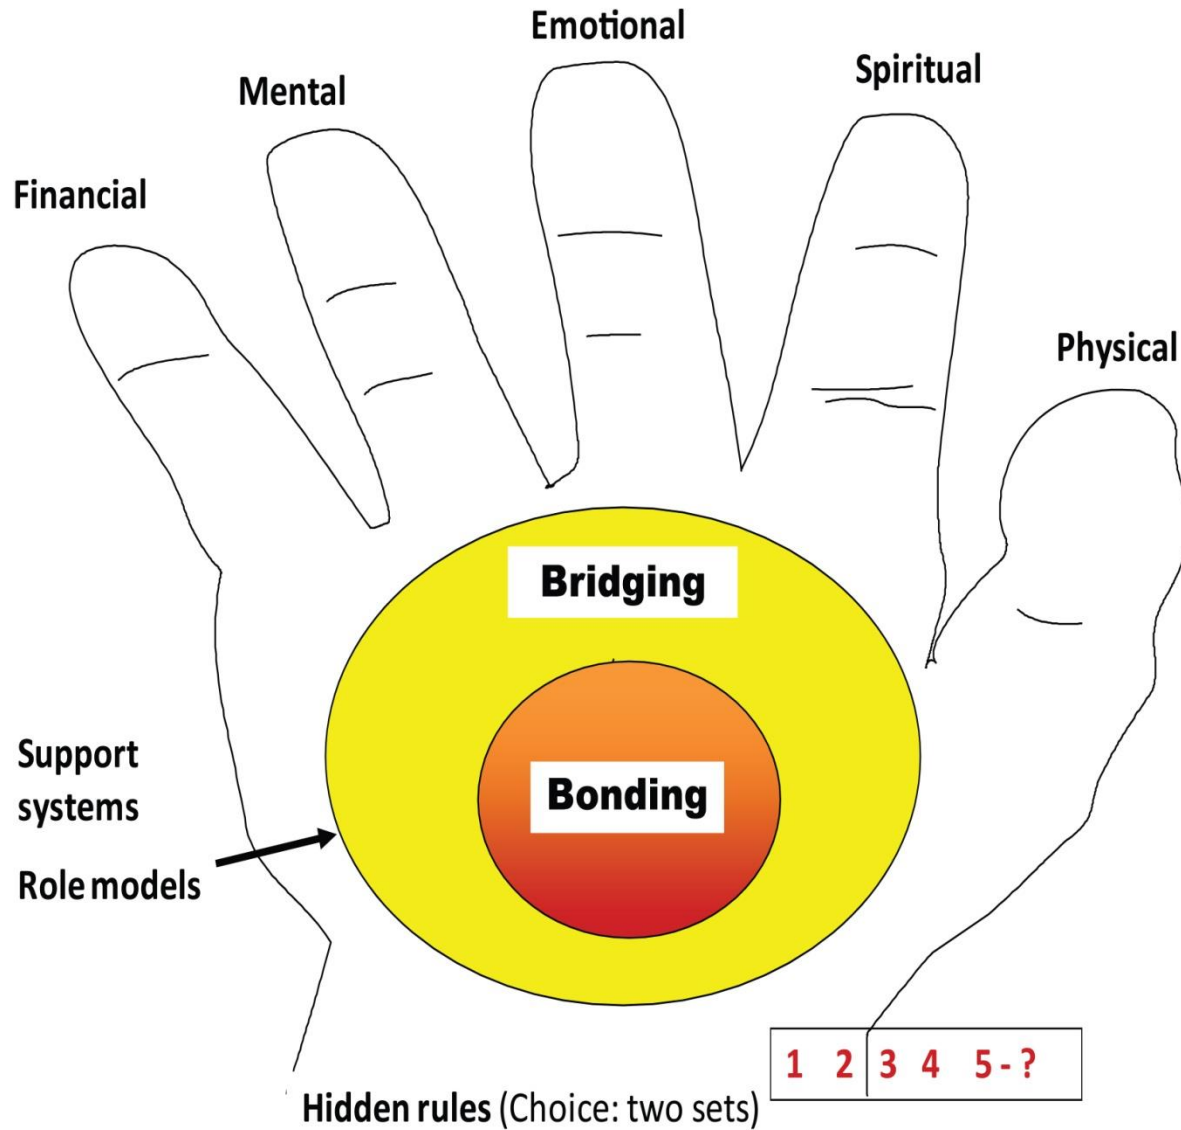 Emotional
Mental
Spiritual
Financial
Physical
Bridging
Support
systems
Bonding
Role models
1 2 3 4 5 - ?
Hidden rules (Choice: two sets)